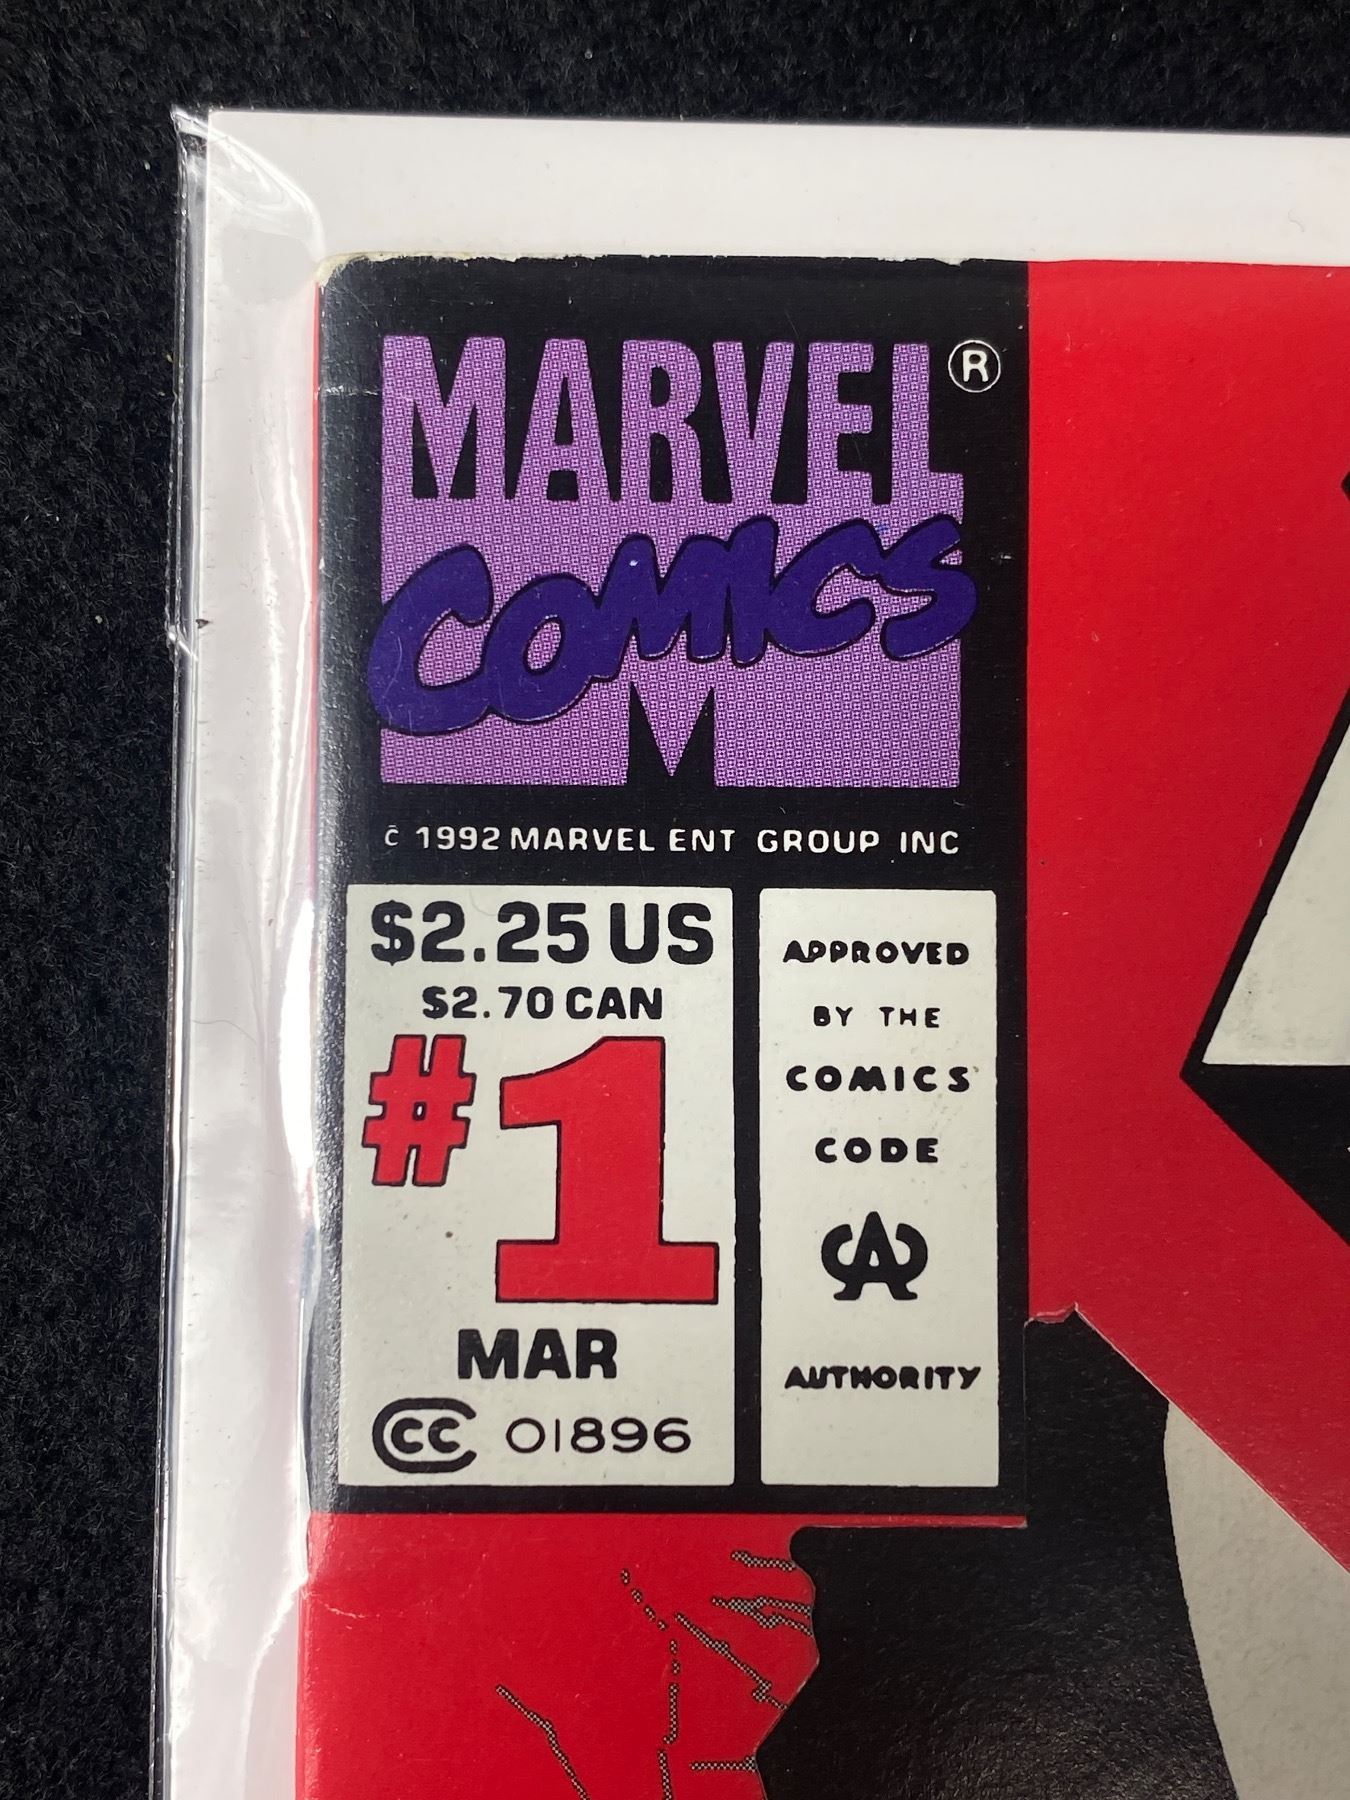 MARVEL ®
COMICS
M
c 1992 MARVEL ENT GROUP INC
$2.25 US
$2.70 CAN
#1
MAR
CC 01896
APPROVED
BY THE
COMICS
CODE
CA
AUTHORITY